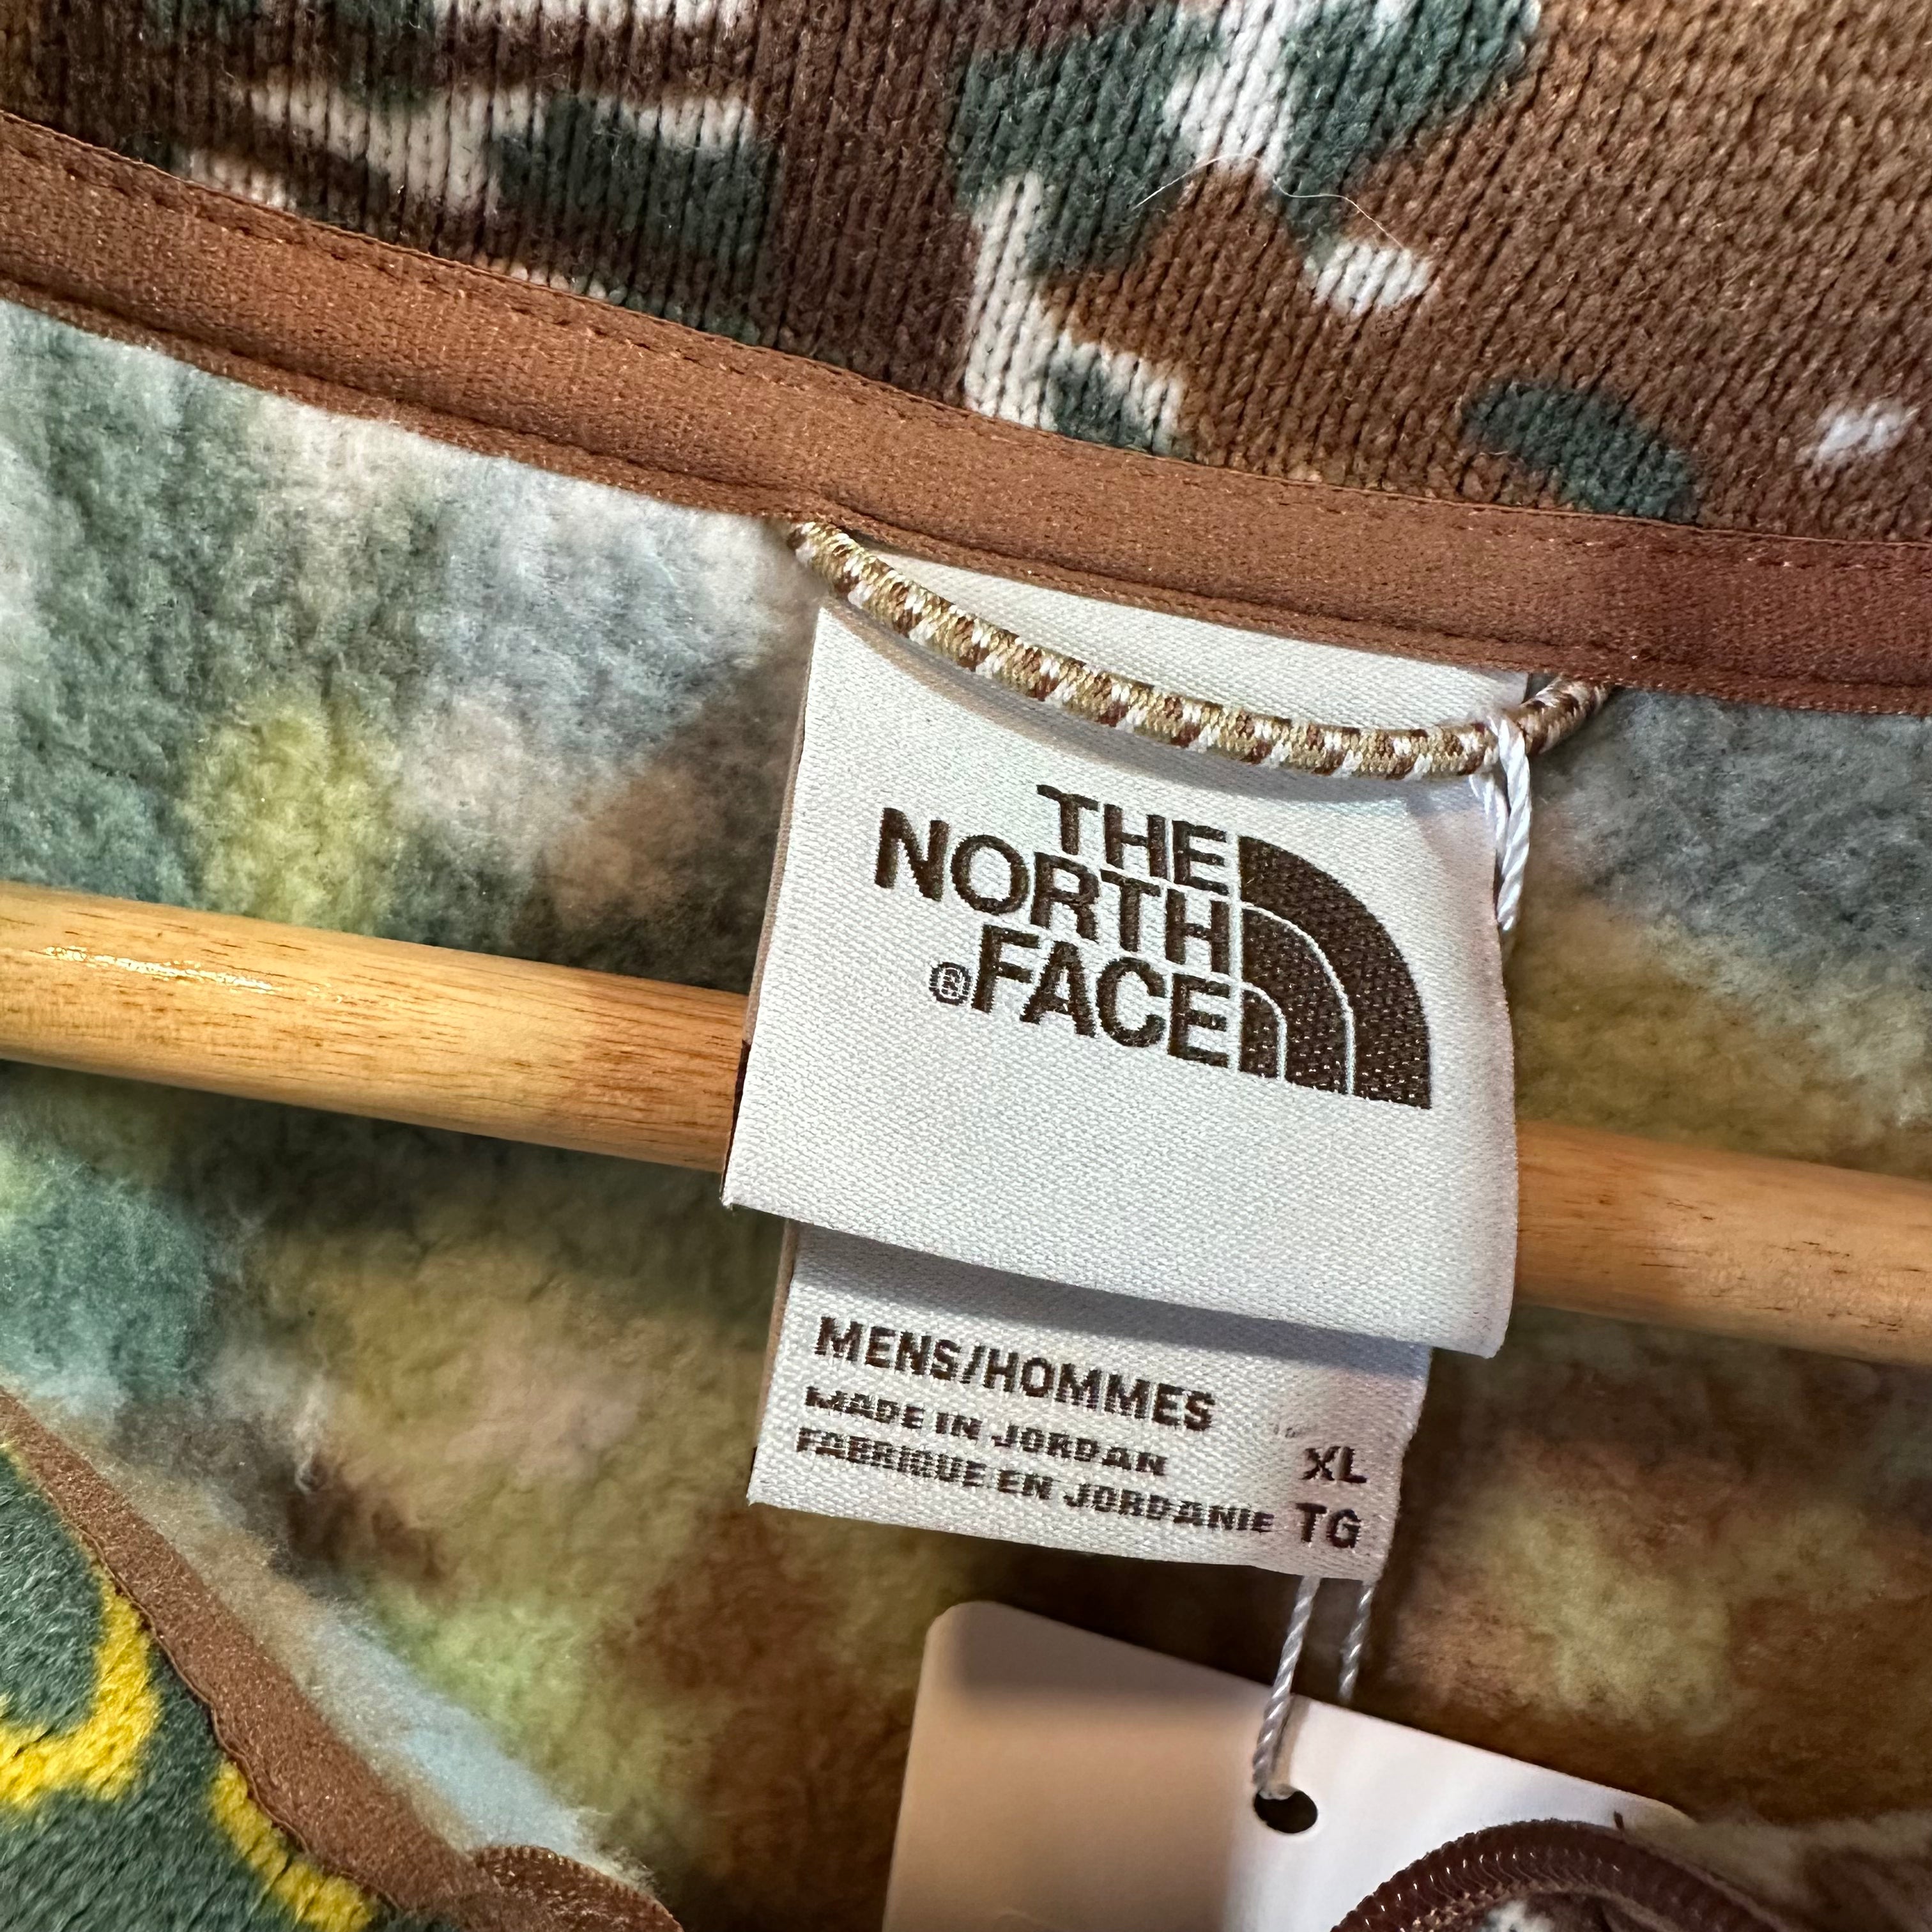 THE
NORTH
®FACE
MENS/HOMMES
MADE IN JORDAN XL
FABRIQUE EN JORDANIE TG